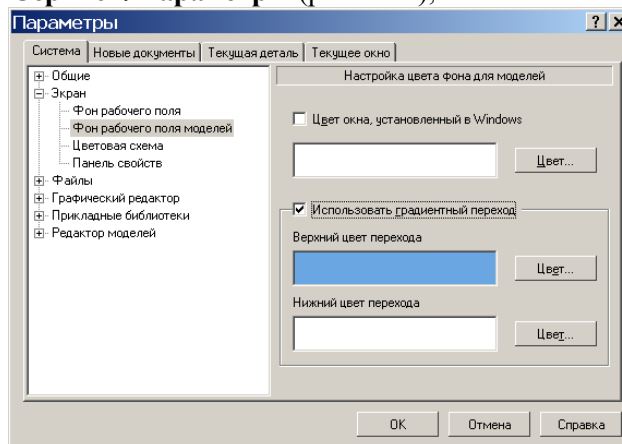 Параметры
Система Новые документы Текущая деталь Текущее окно
Общие
Экран
Фон рабочего поля
Фон рабочего поля моделей
Цветовая схема
Панель свойств
Файлы
Графический редактор
Прикладные библиотеки
Редактор моделей
Настройка цвета фона для моделей
Цвет окна, установленный в Windows
Цвет...
Использовать градиентный переход
Верхний цвет перехода
Цвет...
Нижний цвет перехода
Цвет...
OK Отмена Справка